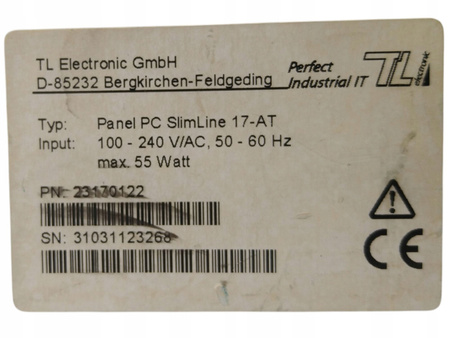 TL Electronic GmbH
D-85232 Bergkirchen-Feldgeding
Perfect
Industrial IT
TL electronic
Typ: Panel PC SlimLine 17-AT
Input: 100 - 240 V/AC, 50 - 60 Hz
max. 55 Watt
PN: 23170122
SN: 31031123268
CE